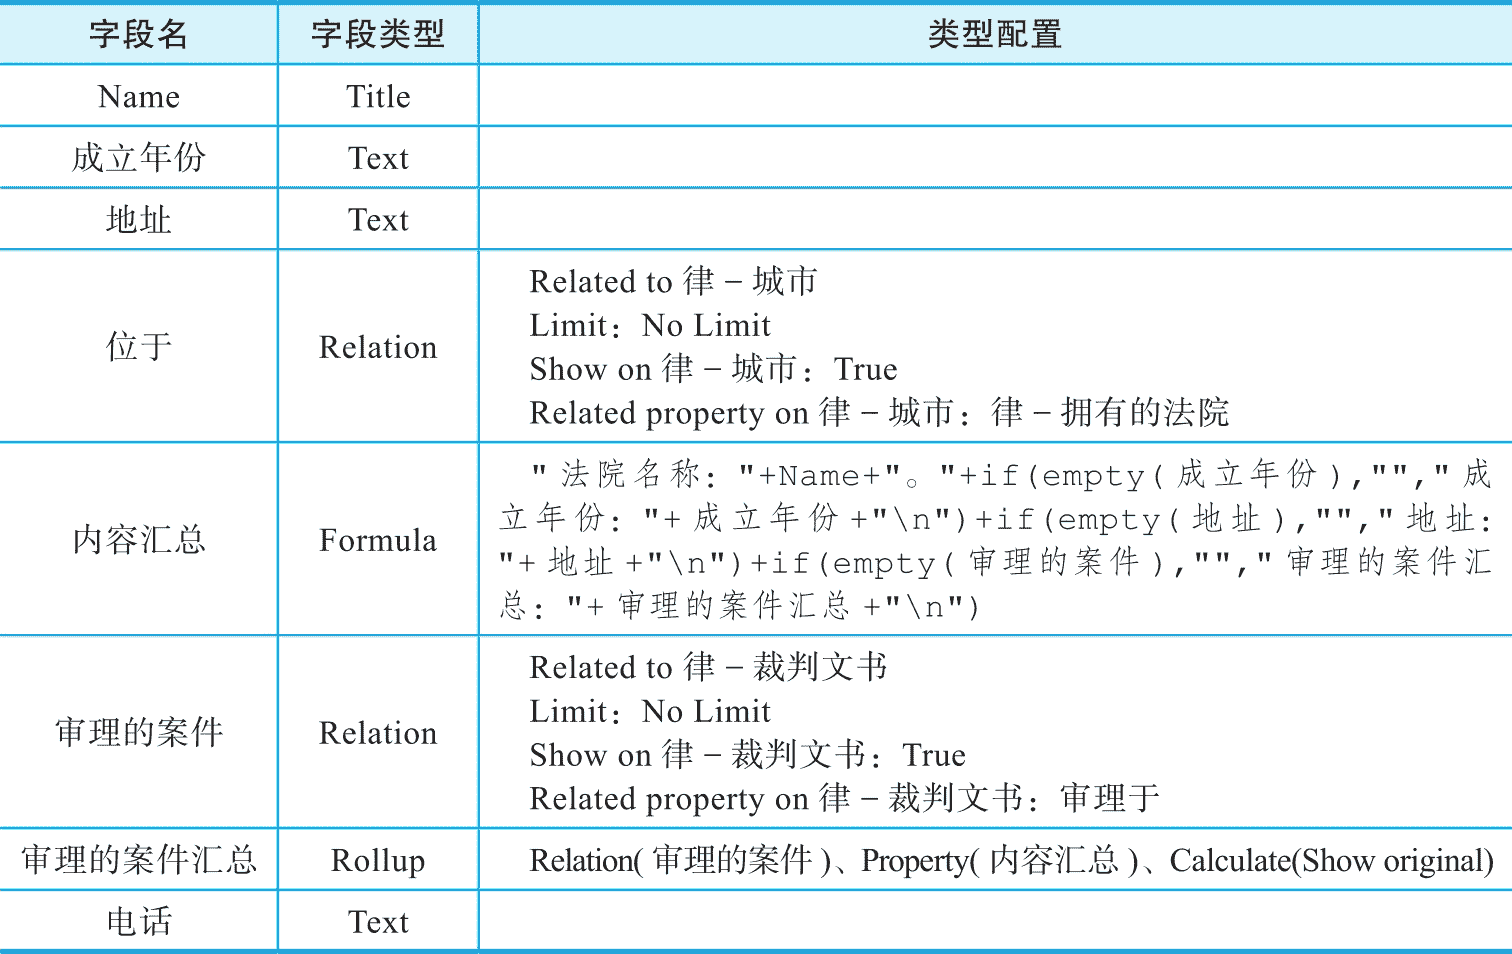 字段名 字段类型 类型配置
Name Title
成立年份 Text
地址 Text
位于 Relation
Related to 律-城市
Limit：No Limit
Show on 律-城市：True
Related property on 律-城市：律-拥有的法院
内容汇总 Formula
"法院名称："+Name+"。"+if(empty(成立年份),"","成
立年份："+成立年份+"\n")+if(empty(地址),"","地址：
"+地址+"\n")+if(empty(审理的案件),"","审理的案件汇
总："+审理的案件汇总+"\n")
审理的案件 Relation
Related to 律-裁判文书
Limit：No Limit
Show on 律-裁判文书：True
Related property on 律-裁判文书：审理于
审理的案件汇总 Rollup Relation(审理的案件)、Property(内容汇总)、Calculate(Show original)
电话 Text